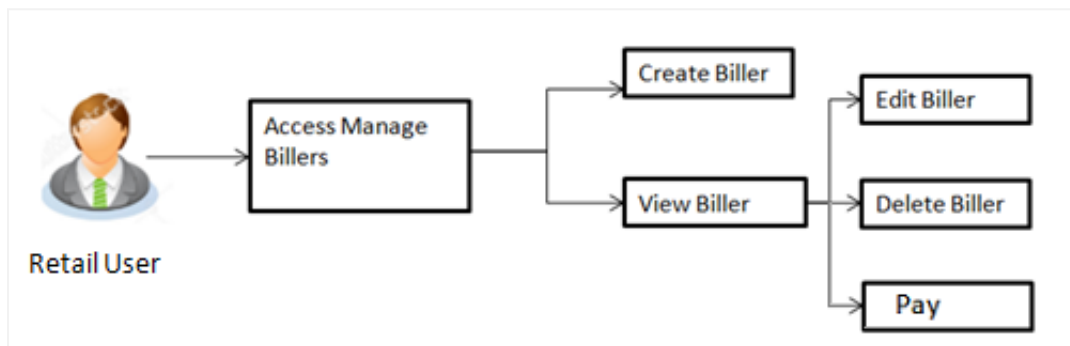 Create Biller
Edit Biller
Access Manage
Billers
View Biller
Delete Biller
Retail User
Pay